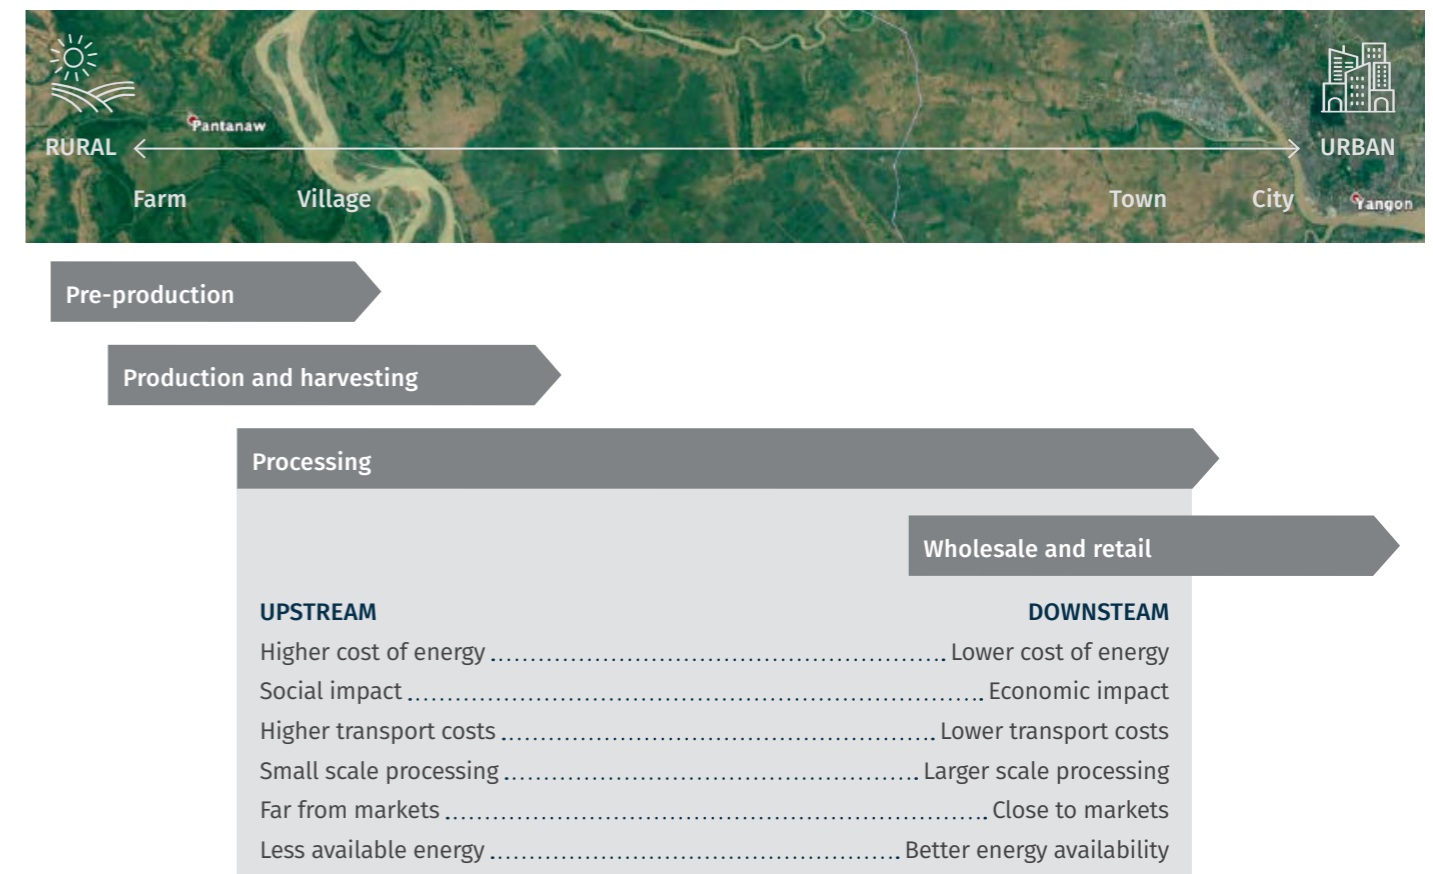 Pantanaw
RURAL
URBAN
Farm
Village
Town
City
Yangon
Pre-production
Production and harvesting
Processing
Wholesale and retail
UPSTREAM DOWNSTEAM
Higher cost of energy Lower cost of energy
Social impact Economic impact
Higher transport costs Lower transport costs
Small scale processing Larger scale processing
Far from markets Close to markets
Less available energy Better energy availability